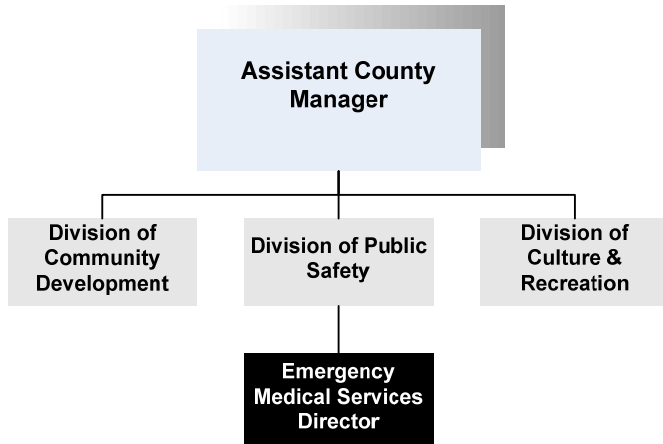 Assistant County
Manager
Division of
Community
Development
Division of Public
Safety
Division of
Culture &
Recreation
Emergency
Medical Services
Director